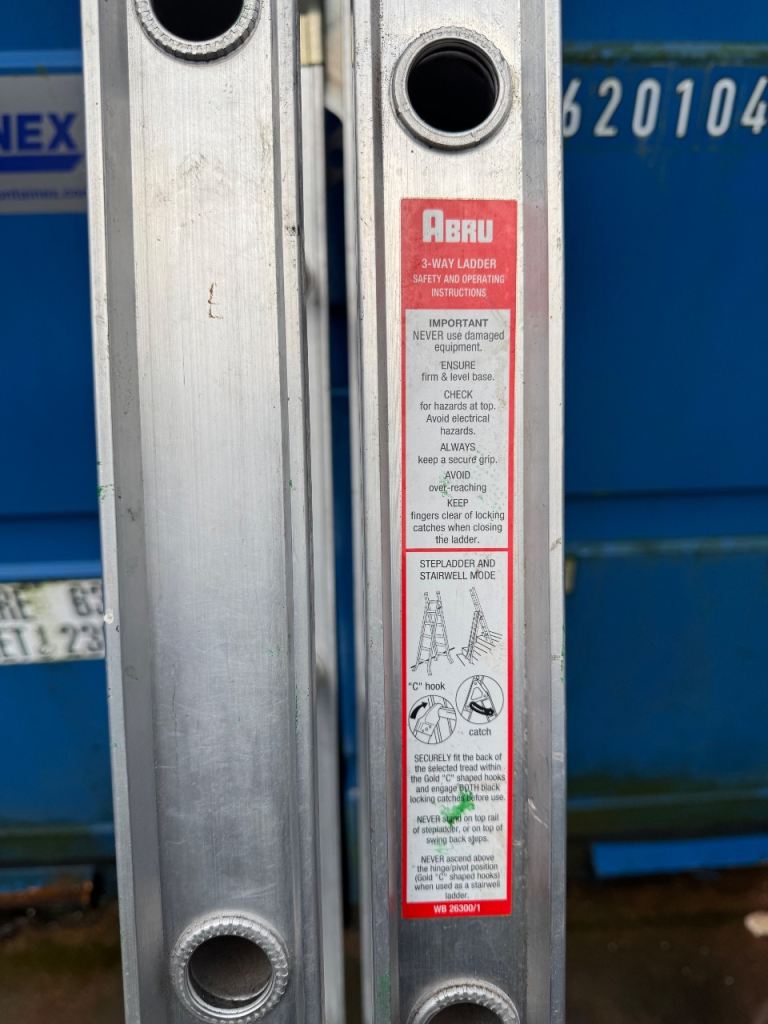 NEX
620104
ABRU
3-WAY LADDER
SAFETY AND OPERATING
INSTRUCTIONS
IMPORTANT
NEVER use damaged
equipment.
ENSURE
firm & level base.
CHECK
for hazards at top.
Avoid electrical
hazards.
ALWAYS
keep a secure grip.
AVOID
over-reaching
KEEP
fingers clear of locking
catches when closing
the ladder.
STEPLADDER AND
STAIRWELL MODE
"C" hook
catch
SECURELY fit the back of
the selected tread within
the Gold "C" shaped hooks
and engage BOTH black
locking catches before use.
NEVER stand on top rail
of stepladder, or on top of
swing back steps.
NEVER ascend above
the hinge/pivot position
(Gold "C" shaped hooks)
when used as a stairwell
ladder.
WB 26300/1
RE 63
ET 23